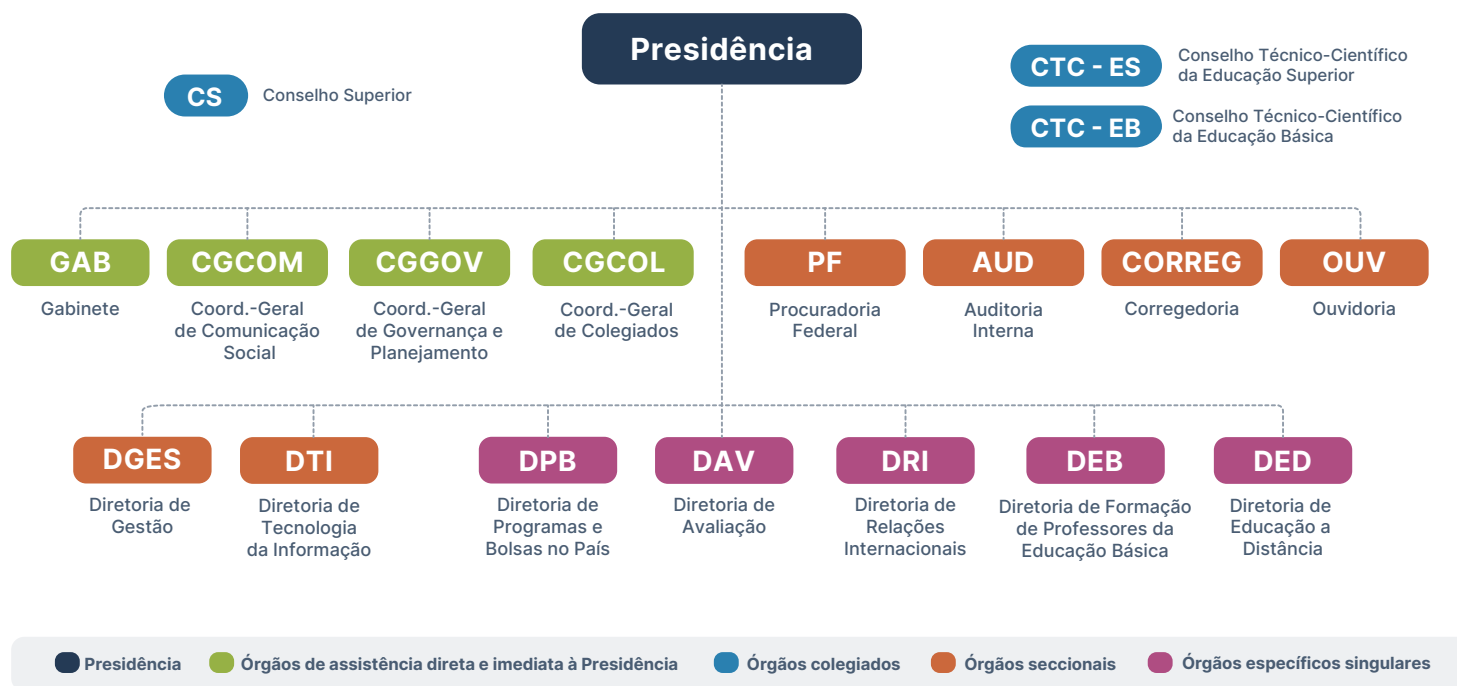 Presidência
CS
Conselho Superior
CTC - ES
Conselho Técnico-Científico
da Educação Superior
CTC - EB
Conselho Técnico-Científico
da Educação Básica
GAB
Gabinete
CGCOM
Coord.-Geral
de Comunicação
Social
CGGOV
Coord.-Geral
de Governança e
Planejamento
CGCOL
Coord.-Geral
de Colegiados
PF
Procuradoria
Federal
AUD
Auditoria
Interna
CORREG
Corregedoria
OUV
Ouvidoria
DGES
Diretoria de
Gestão
DTI
Diretoria de
Tecnologia
da Informação
DPB
Diretoria de
Programas e
Bolsas no País
DAV
Diretoria de
Avaliação
DRI
Diretoria de
Relações
Internacionais
DEB
Diretoria de Formação
de Professores da
Educação Básica
DED
Diretoria de
Educação a
Distância
Presidência
Órgãos de assistência direta e imediata à Presidência
Órgãos colegiados
Órgãos seccionais
Órgãos específicos singulares